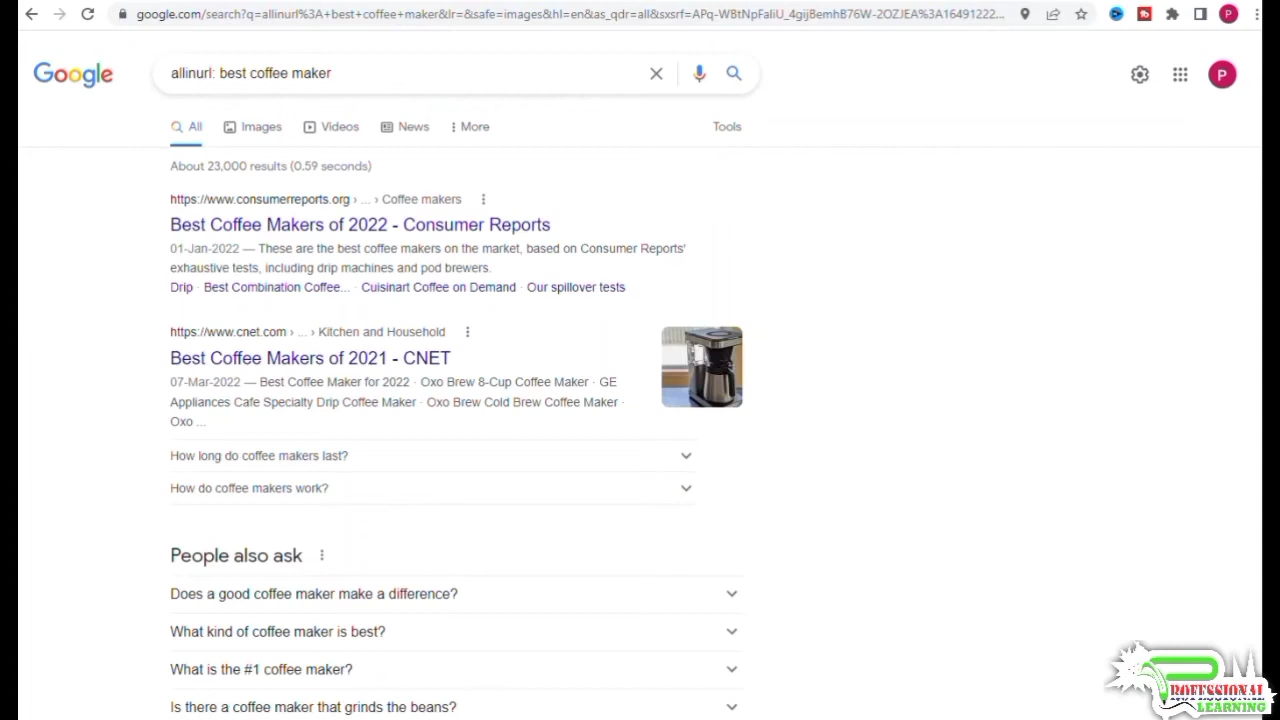 google.com/search?q=allinurl%3A+best+coffee+maker&lr=&safe=images&hl=en&as_qdr=all&sxsrf=APq-WBtNpFaliU_4gijBemhB76W-2OZJEA%3A16491222...
P
Google
allinurl: best coffee maker
P
All Images Videos News More Tools
About 23,000 results (0.59 seconds)
https://www.consumerreports.org › ... › Coffee makers
Best Coffee Makers of 2022 - Consumer Reports
01-Jan-2022 — These are the best coffee makers on the market, based on Consumer Reports'
exhaustive tests, including drip machines and pod brewers.
Drip · Best Combination Coffee... · Cuisinart Coffee on Demand · Our spillover tests
https://www.cnet.com › ... › Kitchen and Household
Best Coffee Makers of 2021 - CNET
07-Mar-2022 — Best Coffee Maker for 2022 · Oxo Brew 8-Cup Coffee Maker · GE
Appliances Cafe Specialty Drip Coffee Maker · Oxo Brew Cold Brew Coffee Maker ·
Oxo ...
How long do coffee makers last?
How do coffee makers work?
People also ask
Does a good coffee maker make a difference?
What kind of coffee maker is best?
What is the #1 coffee maker?
Is there a coffee maker that grinds the beans?
PROFESSIONAL
LEARNING